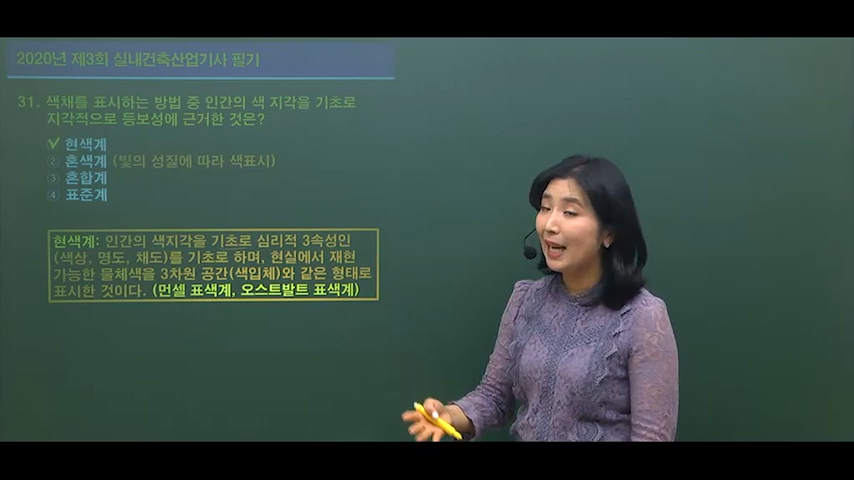 2020년 제3회 실내건축산업기사 필기
31. 색채를 표시하는 방법 중 인간의 색 지각을 기초로
지각적으로 등보성에 근거한 것은?
✓ 현색계
② 혼색계 (빛의 성질에 따라 색표시)
③ 혼합계
④ 표준계
현색계: 인간의 색지각을 기초로 심리적 3속성인
(색상, 명도, 채도)를 기초로 하며, 현실에서 재현
가능한 물체색을 3차원 공간(색입체)와 같은 형태로
표시한 것이다. (먼셀 표색계, 오스트발트 표색계)